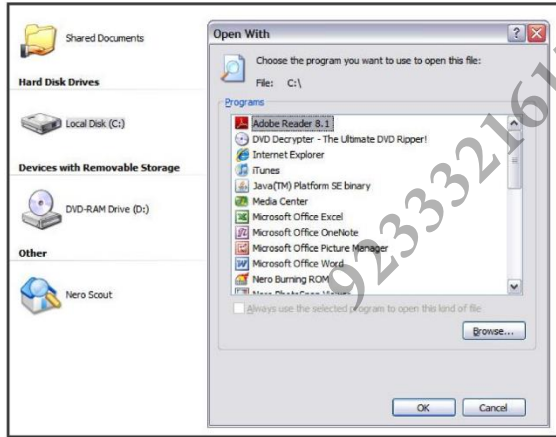 Shared Documents
Hard Disk Drives
Local Disk (C:)
Devices with Removable Storage
DVD-RAM Drive (D:)
Other
Nero Scout
Open With
Choose the program you want to use to open this file:
File: C:\
Programs
Adobe Reader 8.1
DVD Decrypter - The Ultimate DVD Ripper!
Internet Explorer
iTunes
Java(TM) Platform SE binary
Media Center
Microsoft Office Excel
Microsoft Office OneNote
Microsoft Office Picture Manager
Microsoft Office Word
Nero Burning ROM
Always use the selected program to open this kind of file
Browse...
OK
Cancel